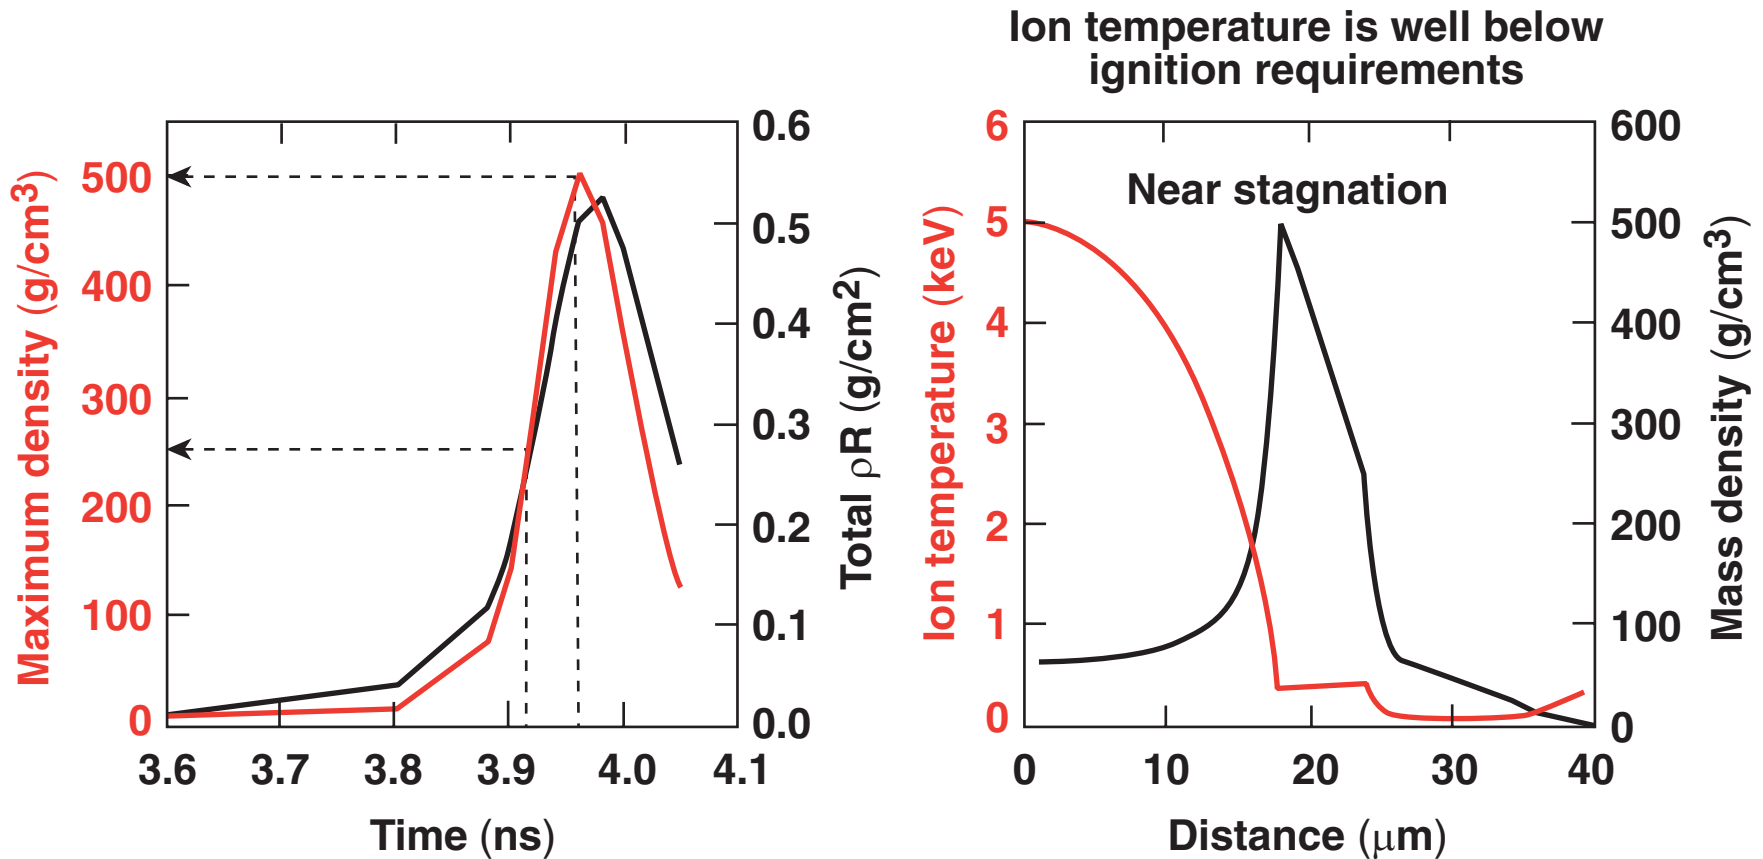 Ion temperature is well below
ignition requirements
Maximum density (g/cm3)
500
400
300
200
100
0
0.6
0.5
0.4
0.3
0.2
0.1
0.0
Total ρR (g/cm2)
3.6 3.7 3.8 3.9 4.0 4.1
Time (ns)
Ion temperature (keV)
6
5
4
3
2
1
0
Near stagnation
600
500
400
300
200
100
0
Mass density (g/cm3)
0 10 20 30 40
Distance (μm)